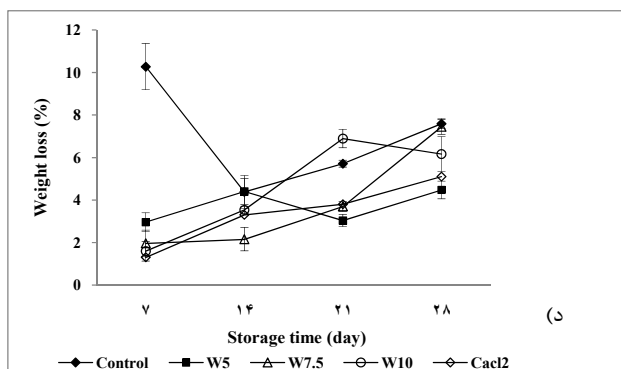 12
10
8
6
4
2
0
Weight loss (%)
۷ ۱۴ ۲۱ ۲۸
Storage time (day)
د)
Control W5 W7.5 W10 Cacl2